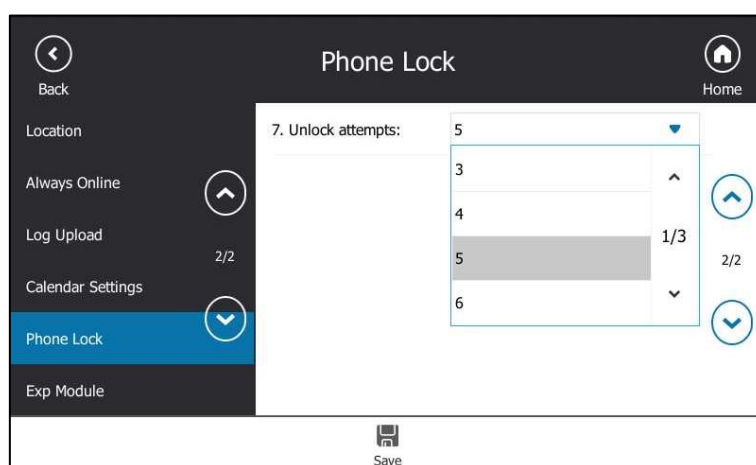 Phone Lock
Back
Home
Location
Always Online
Log Upload
2/2
Calendar Settings
Phone Lock
Exp Module
7. Unlock attempts:
5
3
4
5
6
1/3
2/2
Save